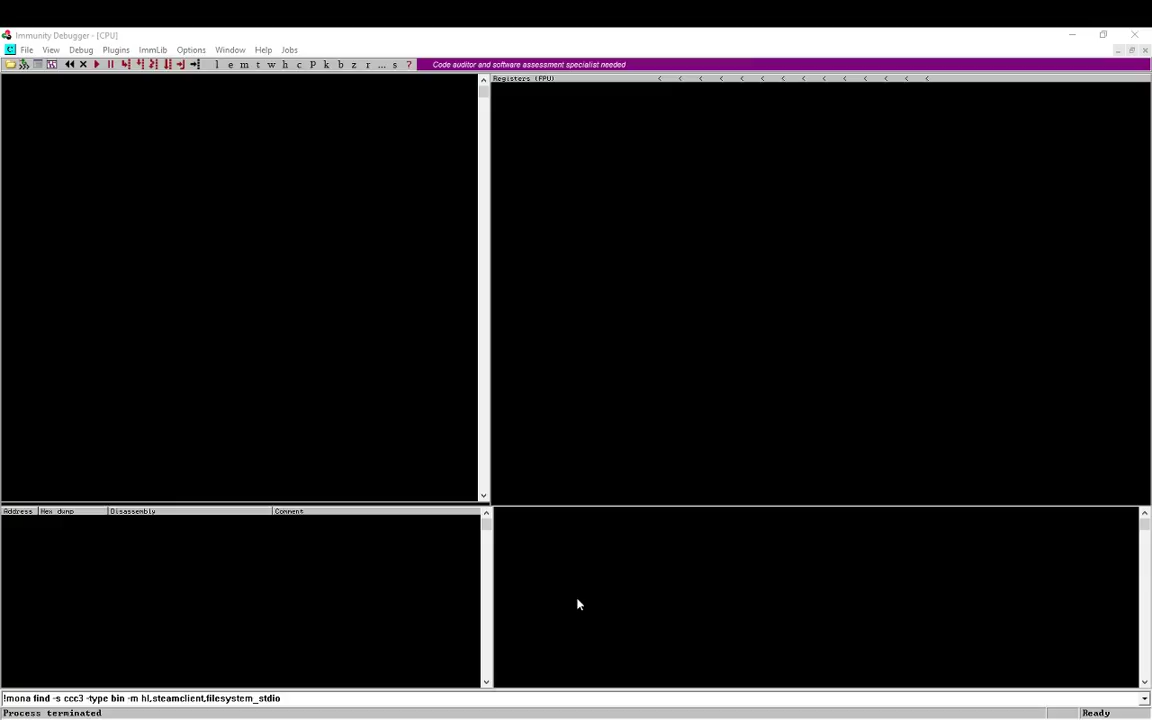 Immunity Debugger - [CPU]
File View Debug Plugins ImmLib Options Window Help Jobs
l e m t w h c P k b z r ... s ? Code auditor and software assessment specialist needed
Registers (FPU) < < < < < < < < < < < < < <
Address Hex dump Disassembly Comment
!mona find -s ccc3 -type bin -m hl,steamclient,filesystem_stdio
Process terminated Ready